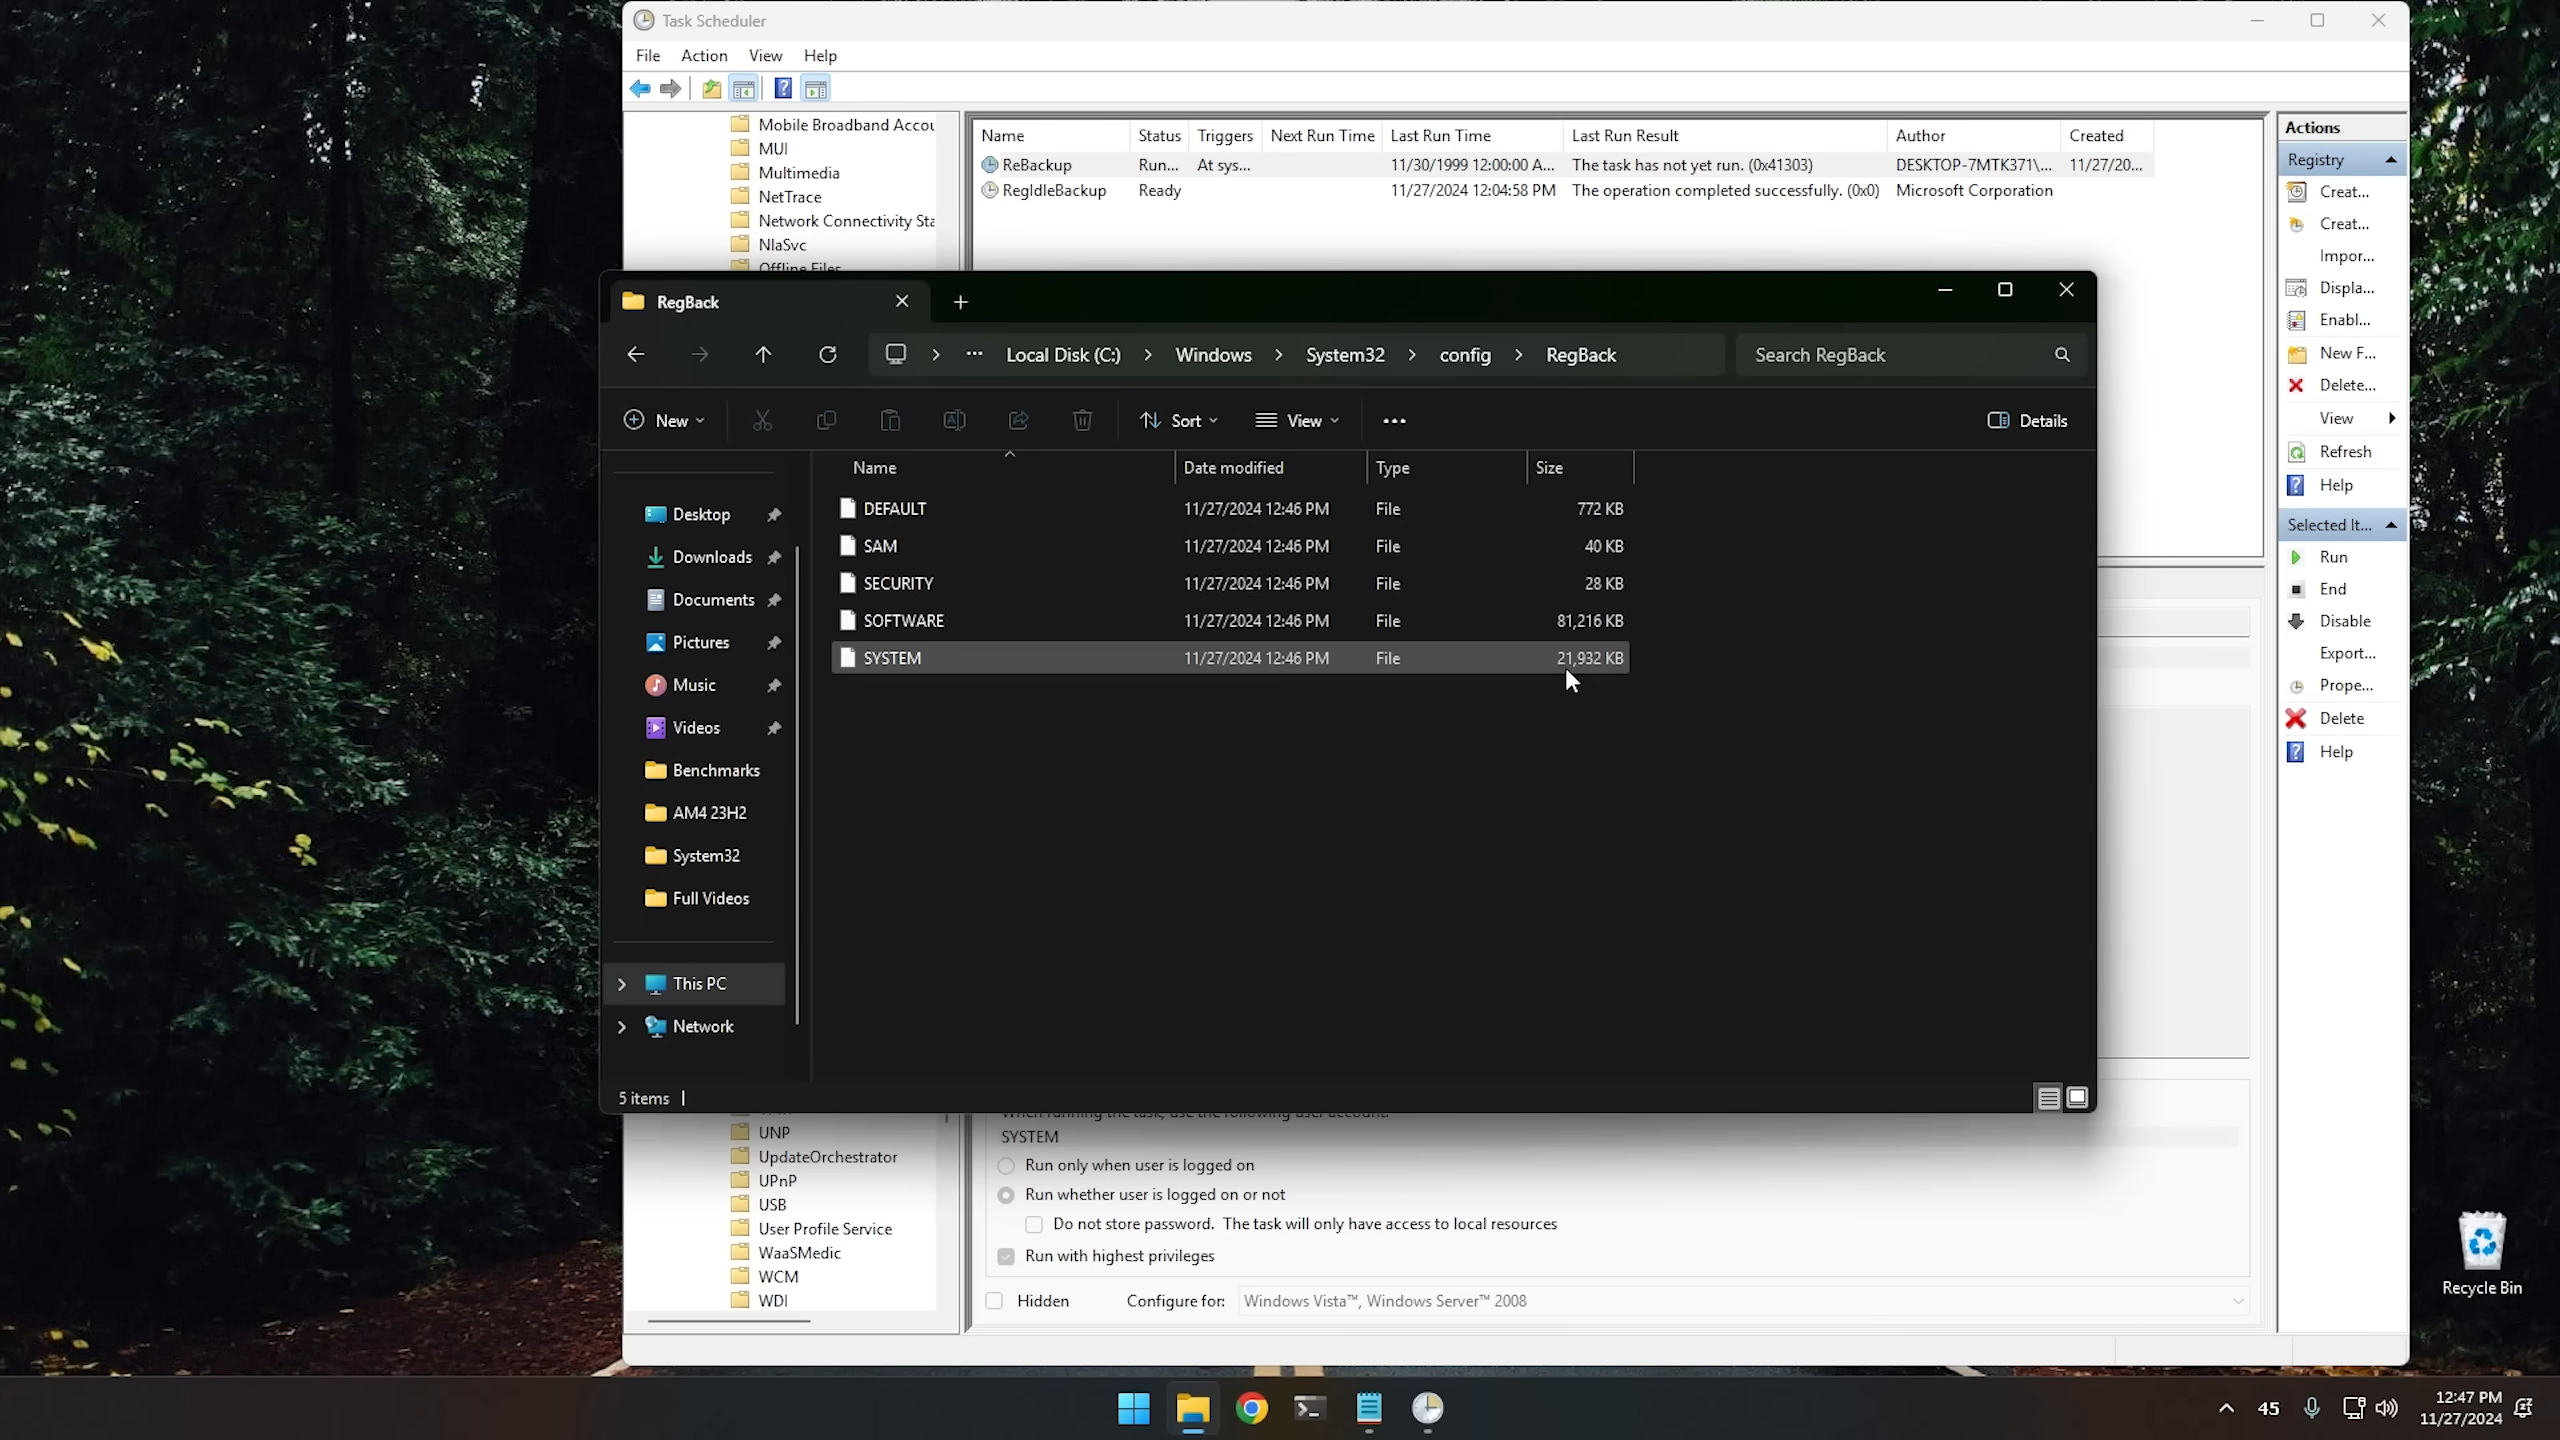 Task Scheduler
File Action View Help
Mobile Broadband Accou
MUI
Multimedia
NetTrace
Network Connectivity Sta
NlaSvc
Offline Files
Name Status Triggers Next Run Time Last Run Time Last Run Result Author Created
ReBackup Run... At sys... 11/30/1999 12:00:00 A... The task has not yet run. (0x41303) DESKTOP-7MTK371\... 11/27/20...
RegIdleBackup Ready 11/27/2024 12:04:58 PM The operation completed successfully. (0x0) Microsoft Corporation
Actions
Registry
Creat...
Creat...
Impor...
Displa...
Enabl...
New F...
Delete...
View
Refresh
Help
Selected It...
Run
End
Disable
Export...
Prope...
Delete
Help
RegBack
Local Disk (C:) Windows System32 config RegBack
Search RegBack
New Sort View Details
Name Date modified Type Size
DEFAULT 11/27/2024 12:46 PM File 772 KB
SAM 11/27/2024 12:46 PM File 40 KB
SECURITY 11/27/2024 12:46 PM File 28 KB
SOFTWARE 11/27/2024 12:46 PM File 81,216 KB
SYSTEM 11/27/2024 12:46 PM File 21,932 KB
Desktop
Downloads
Documents
Pictures
Music
Videos
Benchmarks
AM4 23H2
System32
Full Videos
This PC
Network
5 items
UNP
UpdateOrchestrator
UPnP
USB
User Profile Service
WaaSMedic
WCM
WDI
When running the task, use the following user account:
SYSTEM
Run only when user is logged on
Run whether user is logged on or not
Do not store password. The task will only have access to local resources
Run with highest privileges
Hidden Configure for: Windows Vista™, Windows Server™ 2008
Recycle Bin
45
12:47 PM
11/27/2024